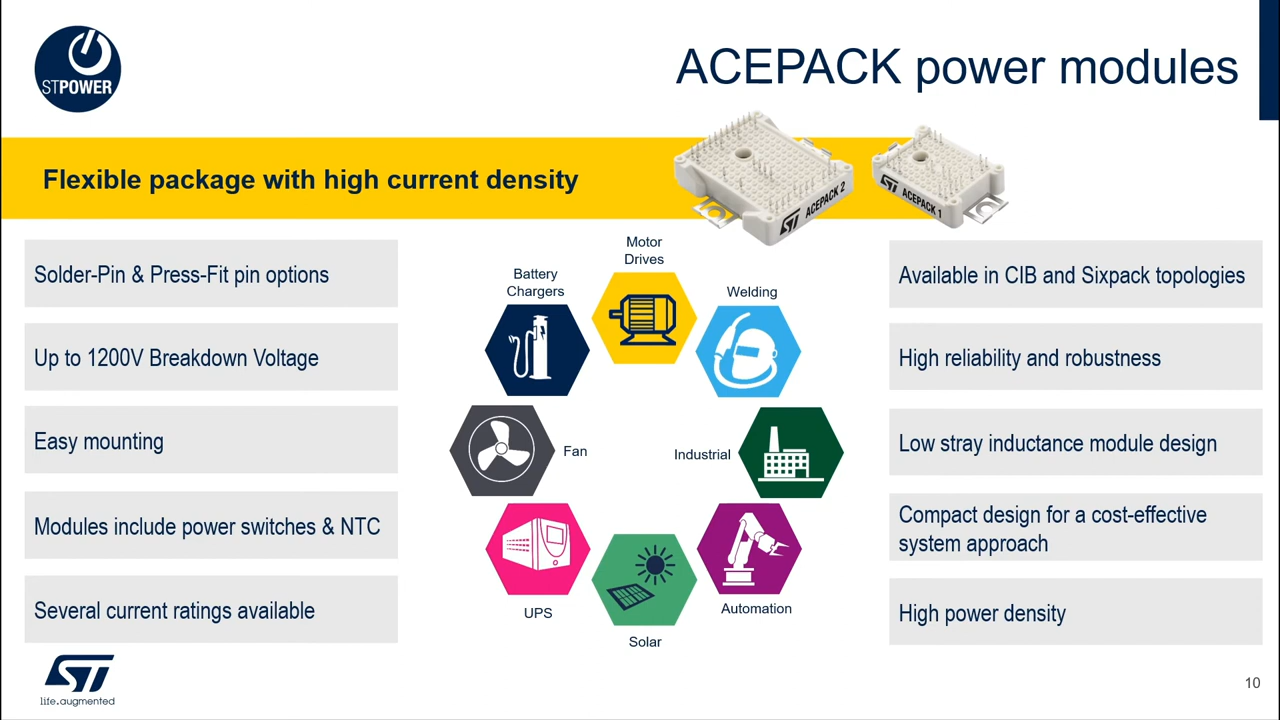 STPOWER
ACEPACK power modules
Flexible package with high current density
ST ACEPACK 2
ST ACEPACK 1
Solder-Pin & Press-Fit pin options
Up to 1200V Breakdown Voltage
Easy mounting
Modules include power switches & NTC
Several current ratings available
Motor
Drives
Battery
Chargers
Welding
Fan
Industrial
UPS
Automation
Solar
Available in CIB and Sixpack topologies
High reliability and robustness
Low stray inductance module design
Compact design for a cost-effective
system approach
High power density
ST
life.augmented
10